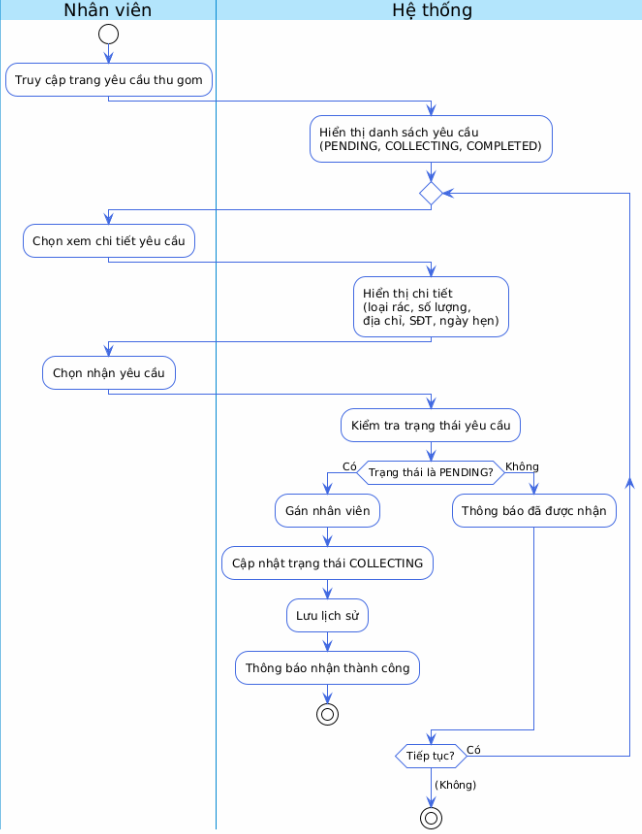 Nhân viên
Hệ thống
Truy cập trang yêu cầu thu gom
Hiển thị danh sách yêu cầu
(PENDING, COLLECTING, COMPLETED)
Chọn xem chi tiết yêu cầu
Hiển thị chi tiết
(loại rác, số lượng,
địa chỉ, SĐT, ngày hẹn)
Chọn nhận yêu cầu
Kiểm tra trạng thái yêu cầu
Có
Trạng thái là PENDING?
Không
Gán nhân viên
Thông báo đã được nhận
Cập nhật trạng thái COLLECTING
Lưu lịch sử
Thông báo nhận thành công
Tiếp tục?
Có
(Không)